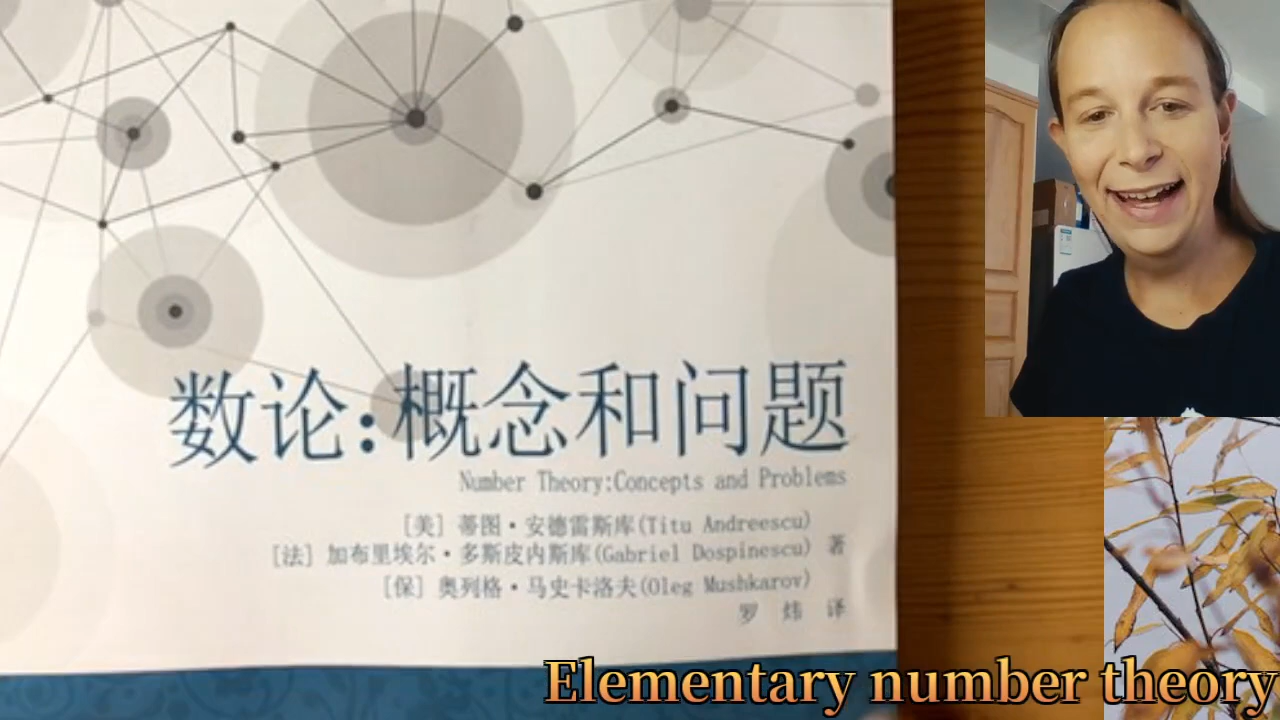 数论:概念和问题
Number Theory:Concepts and Problems
[美] 蒂图·安德雷斯库(Titu Andreescu)
[法] 加布里埃尔·多斯皮内斯库(Gabriel Dospinescu) 著
[保] 奥列格·马史卡洛夫(Oleg Mushkarov)
罗 炜 译
Elementary number theory